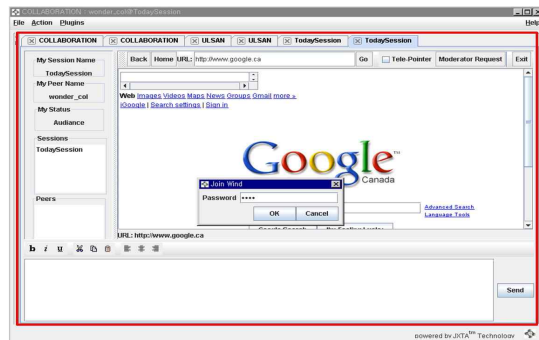 COLLABORATION : wonder_col@TodaySession
File Action Plugins Help
COLLABORATION COLLABORATION ULSAN ULSAN TodaySession TodaySession
My Session Name
TodaySession
My Peer Name
wonder_col
My Status
Audiance
Sessions
TodaySession
Peers
Back Home URL: http://www.google.ca Go Tele-Pointer Moderator Request Exit
Web Images Videos Maps News Groups Gmail more »
iGoogle | Search settings | Sign in
Google™
Canada
Join Wind
Password ****
OK Cancel
Advanced Search
Language Tools
Google Search
URL: http://www.google.ca
b i u
Send
powered by JXTA™ Technology